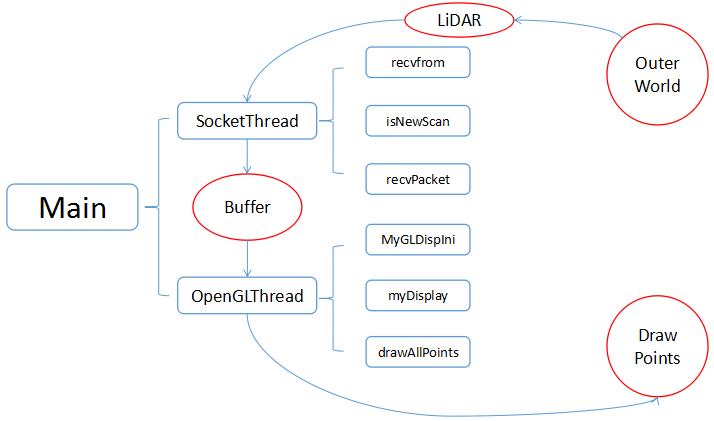 LiDAR
Outer
World
recvfrom
SocketThread
isNewScan
recvPacket
Main
Buffer
MyGLDispIni
OpenGLThread
myDisplay
drawAllPoints
Draw
Points